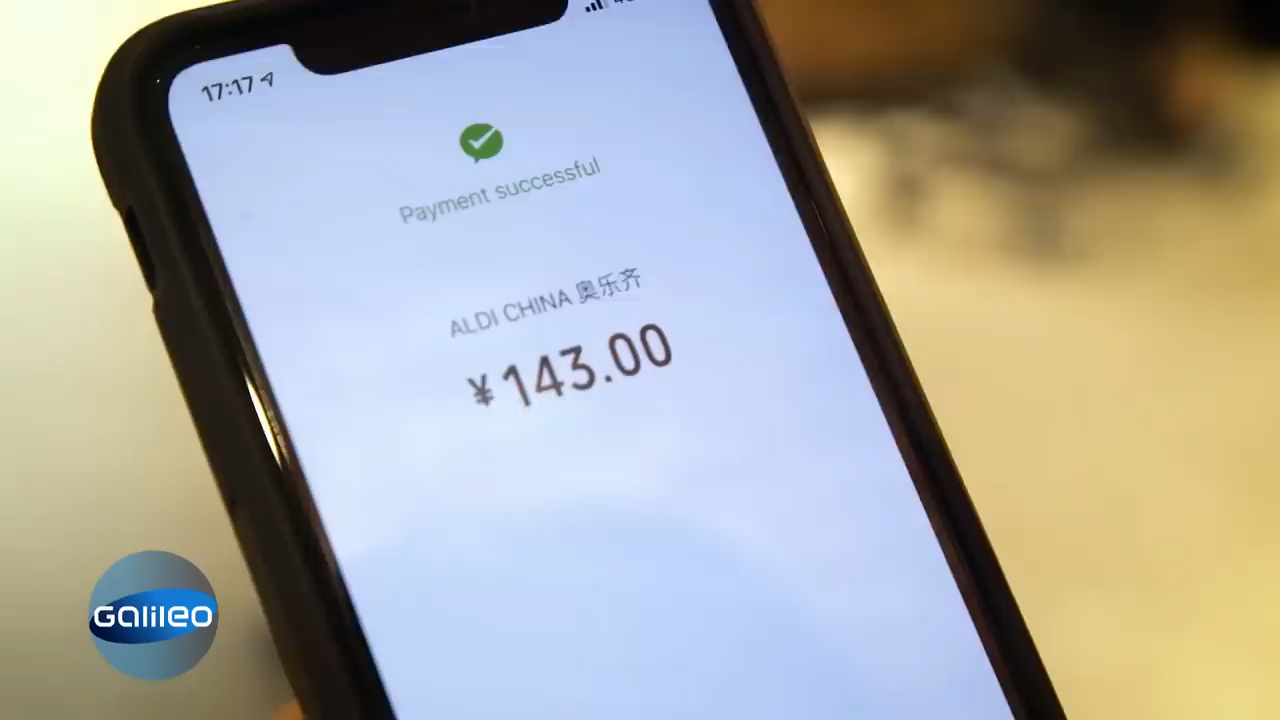 17:17
Payment successful
ALDI CHINA 奥乐齐
¥143.00
Galileo